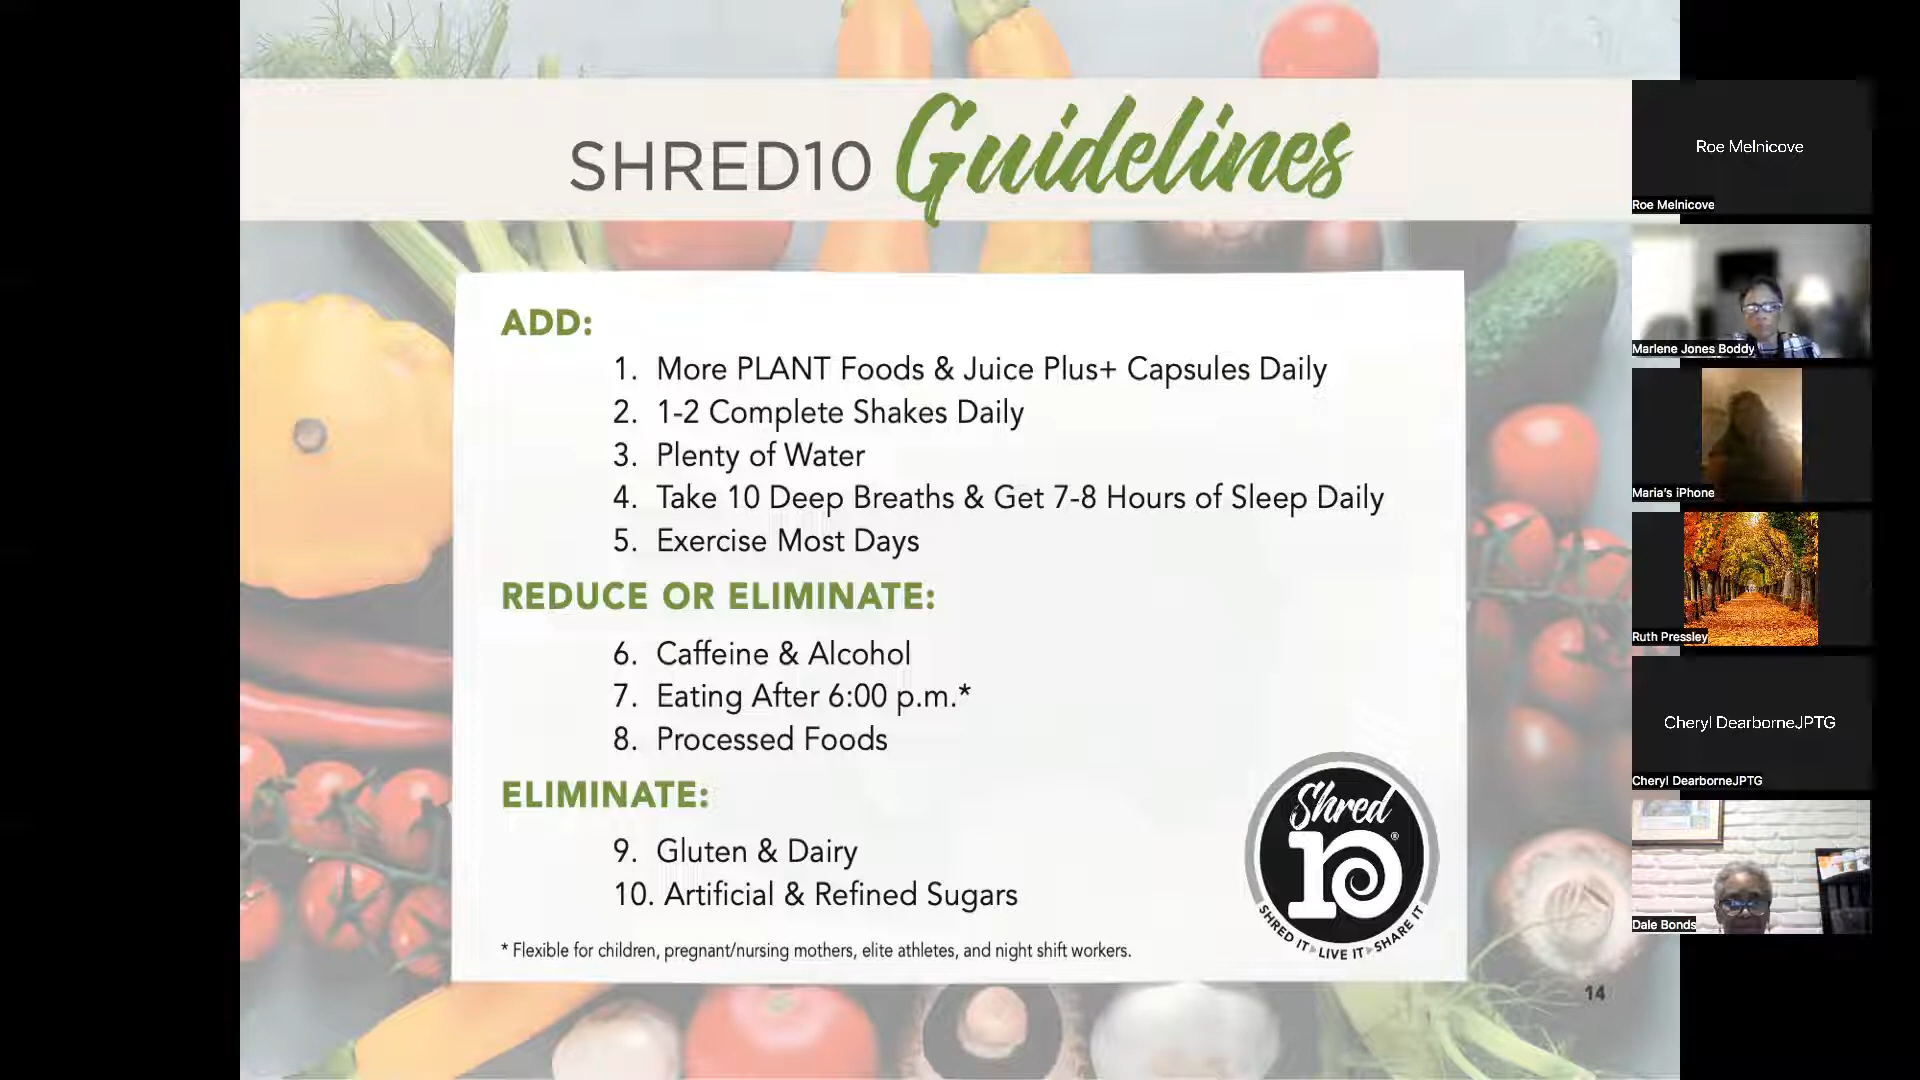 SHRED10 Guidelines
ADD:
1. More PLANT Foods & Juice Plus+ Capsules Daily
2. 1-2 Complete Shakes Daily
3. Plenty of Water
4. Take 10 Deep Breaths & Get 7-8 Hours of Sleep Daily
5. Exercise Most Days
REDUCE OR ELIMINATE:
6. Caffeine & Alcohol
7. Eating After 6:00 p.m.*
8. Processed Foods
ELIMINATE:
9. Gluten & Dairy
10. Artificial & Refined Sugars
* Flexible for children, pregnant/nursing mothers, elite athletes, and night shift workers.
Shred
10®
SHRED IT ▸ LIVE IT ▸ SHARE IT
14
Roe Melnicove
Roe Melnicove
Marlene Jones Boddy
Maria's iPhone
Ruth Pressley
Cheryl DearborneJPTG
Cheryl DearborneJPTG
Dale Bonds